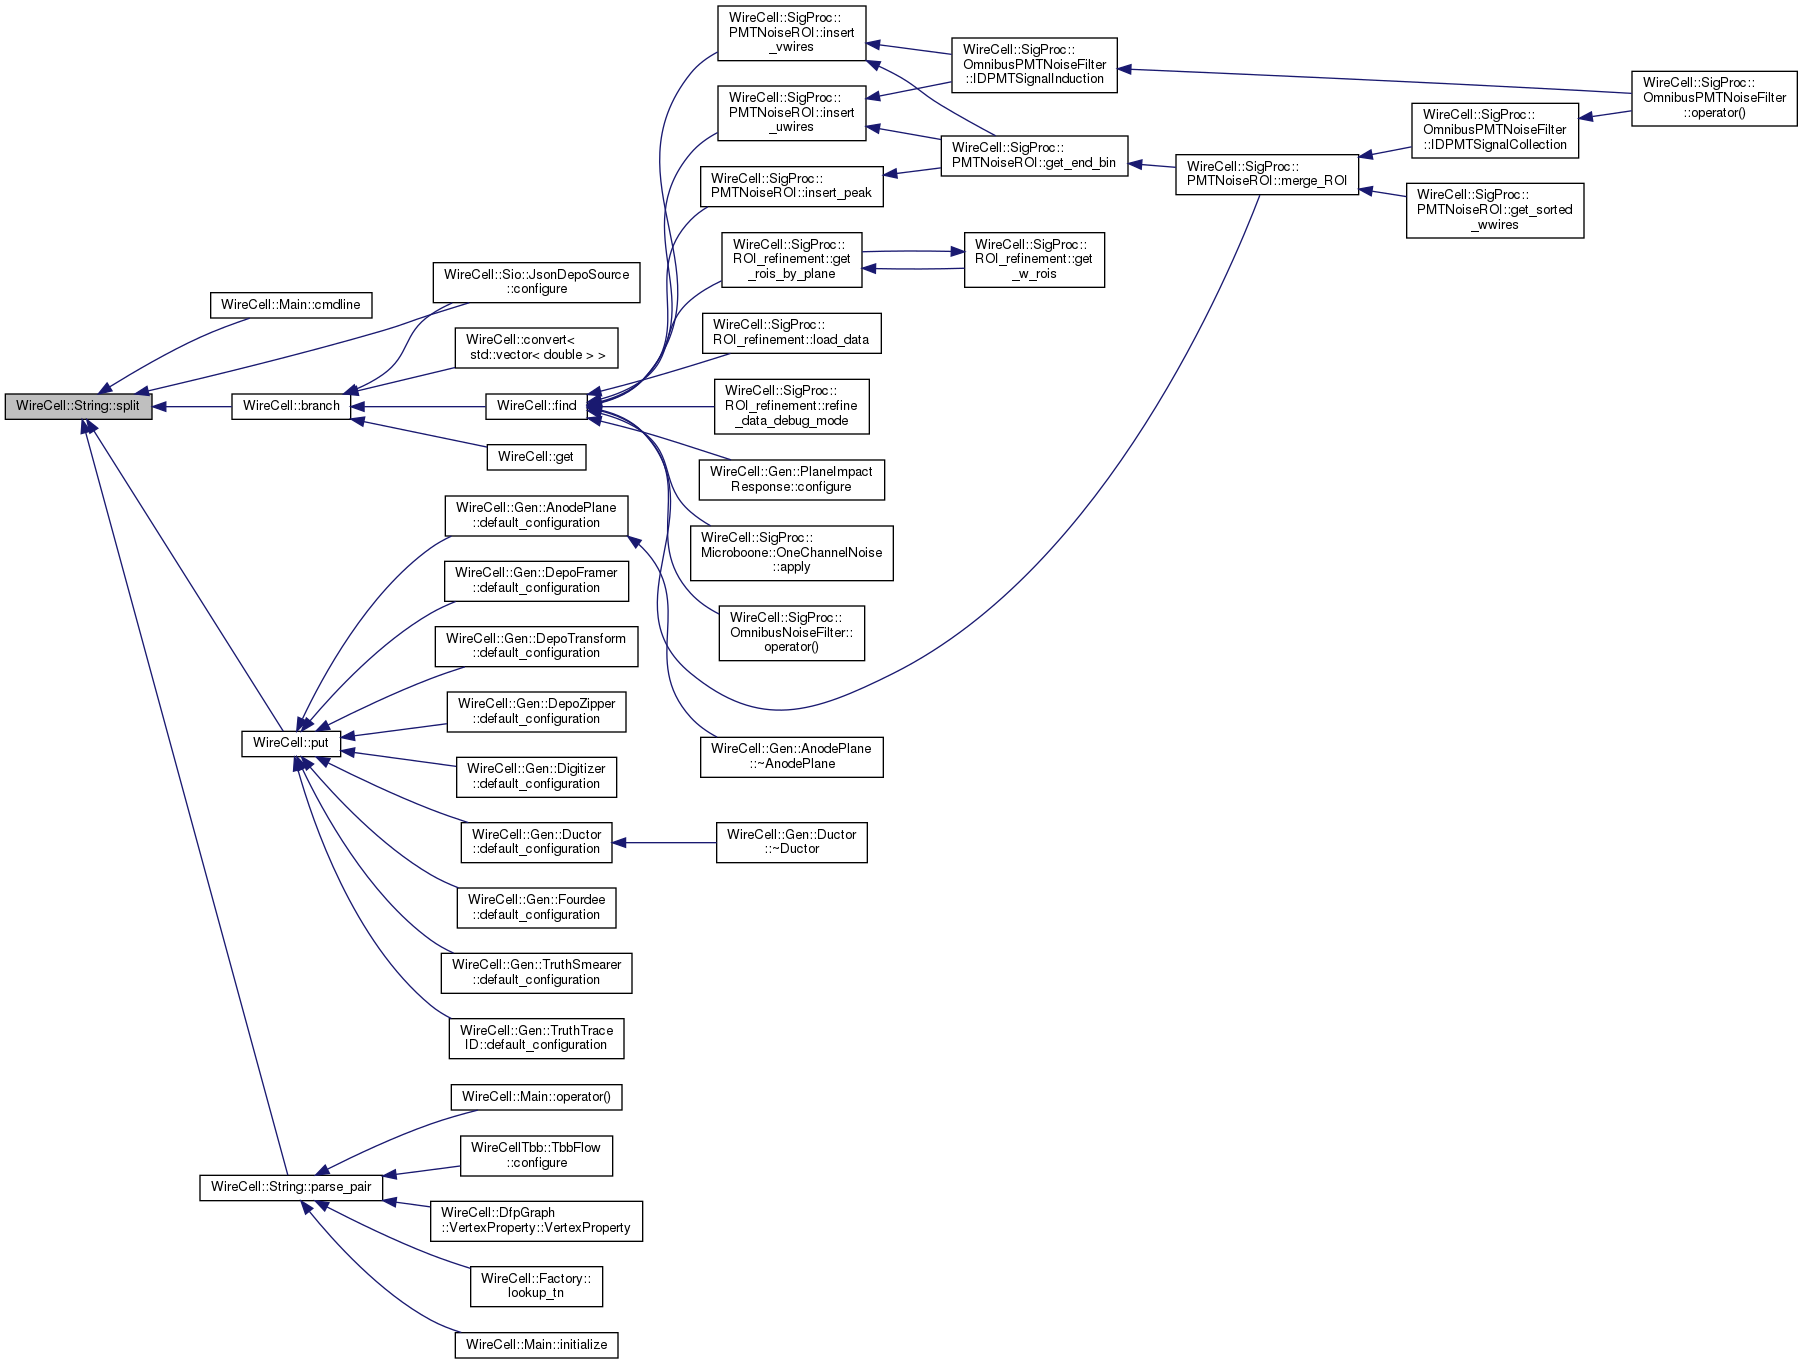 WireCell::String::split
WireCell::Main::cmdline
WireCell::Sio::JsonDepoSource
::configure
WireCell::branch
WireCell::convert<
std::vector< double > >
WireCell::find
WireCell::get
WireCell::SigProc::
PMTNoiseROI::insert
_vwires
WireCell::SigProc::
PMTNoiseROI::insert
_uwires
WireCell::SigProc::
PMTNoiseROI::insert_peak
WireCell::SigProc::
OmnibusPMTNoiseFilter
::IDPMTSignalInduction
WireCell::SigProc::
PMTNoiseROI::get_end_bin
WireCell::SigProc::
PMTNoiseROI::merge_ROI
WireCell::SigProc::
OmnibusPMTNoiseFilter
::IDPMTSignalCollection
WireCell::SigProc::
PMTNoiseROI::get_sorted
_wwires
WireCell::SigProc::
OmnibusPMTNoiseFilter
::operator()
WireCell::SigProc::
ROI_refinement::get
_rois_by_plane
WireCell::SigProc::
ROI_refinement::get
_w_rois
WireCell::SigProc::
ROI_refinement::load_data
WireCell::SigProc::
ROI_refinement::refine
_data_debug_mode
WireCell::Gen::PlaneImpact
Response::configure
WireCell::SigProc::
Microboone::OneChannelNoise
::apply
WireCell::SigProc::
OmnibusNoiseFilter::
operator()
WireCell::put
WireCell::Gen::AnodePlane
::default_configuration
WireCell::Gen::AnodePlane
::~AnodePlane
WireCell::Gen::DepoFramer
::default_configuration
WireCell::Gen::DepoTransform
::default_configuration
WireCell::Gen::DepoZipper
::default_configuration
WireCell::Gen::Digitizer
::default_configuration
WireCell::Gen::Ductor
::default_configuration
WireCell::Gen::Ductor
::~Ductor
WireCell::Gen::Fourdee
::default_configuration
WireCell::Gen::TruthSmearer
::default_configuration
WireCell::Gen::TruthTrace
ID::default_configuration
WireCell::String::parse_pair
WireCell::Main::operator()
WireCellTbb::TbbFlow
::configure
WireCell::DfpGraph
::VertexProperty::VertexProperty
WireCell::Factory::
lookup_tn
WireCell::Main::initialize